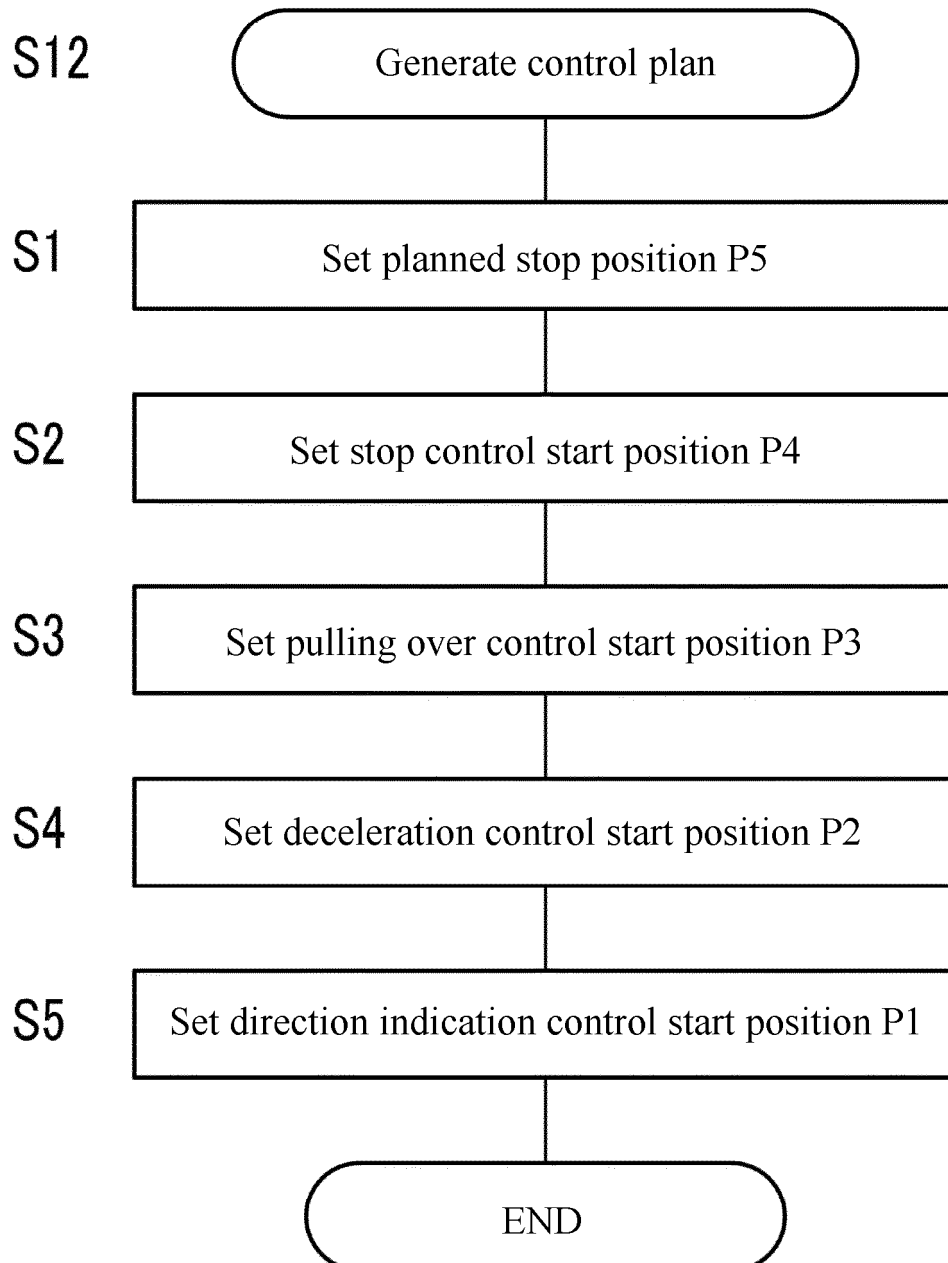 S12 Generate control plan
S1 Set planned stop position P5
S2 Set stop control start position P4
S3 Set pulling over control start position P3
S4 Set deceleration control start position P2
S5 Set direction indication control start position P1
END